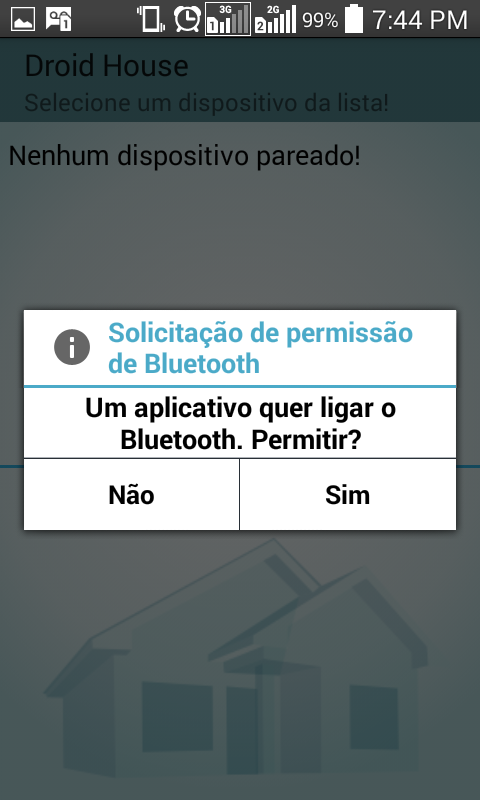 1 3G 2 2G 99% 7:44 PM
Droid House
Selecione um dispositivo da lista!
Nenhum dispositivo pareado!
Solicitação de permissão
de Bluetooth
Um aplicativo quer ligar o
Bluetooth. Permitir?
Não Sim